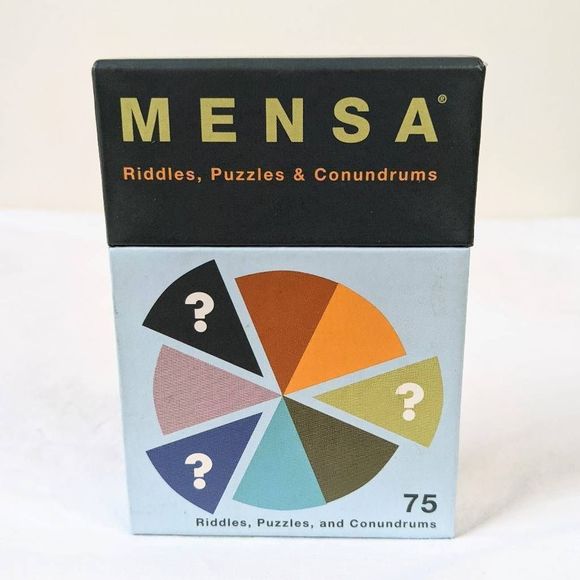 MENSA®
Riddles, Puzzles & Conundrums
?
?
?
75
Riddles, Puzzles, and Conundrums